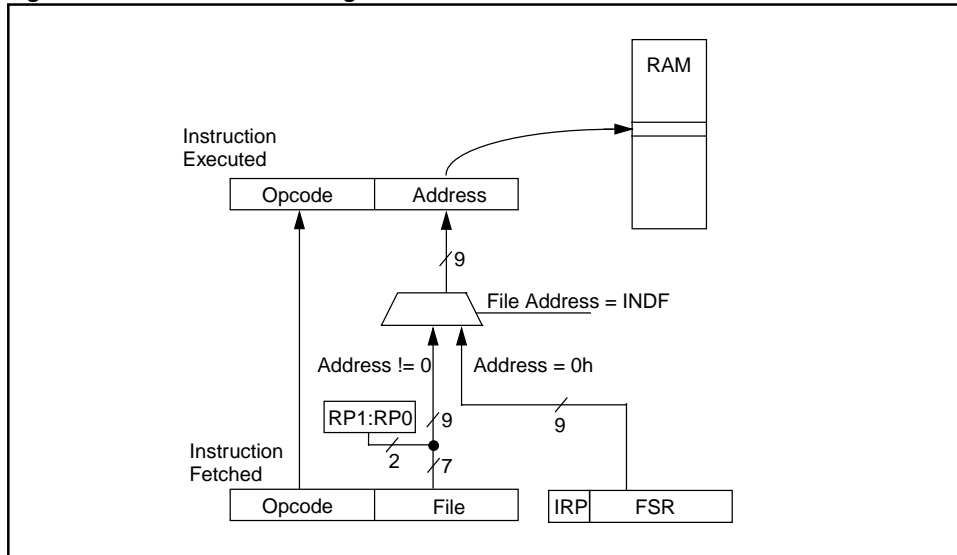 RAM
Instruction
Executed
Opcode
Address
9
File Address = INDF
Address != 0
Address = 0h
RP1:RP0
9
9
2
7
Instruction
Fetched
Opcode
File
IRP
FSR